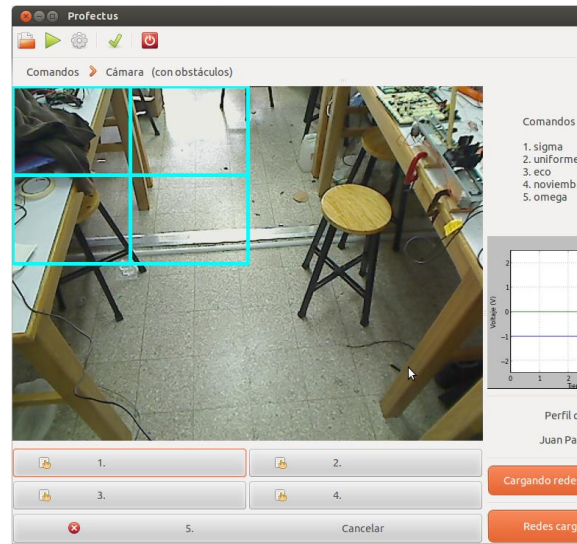 Profectus
Comandos Cámara (con obstáculos)
Comandos
1. sigma
2. uniforme
3. eco
4. noviemb
5. omega
Voltaje (V)
2
1
0
−1
−2
0 1 2
Perfil
Juan Pa
1. 2.
3. 4.
5. Cancelar
Cargando rede
Redes carg